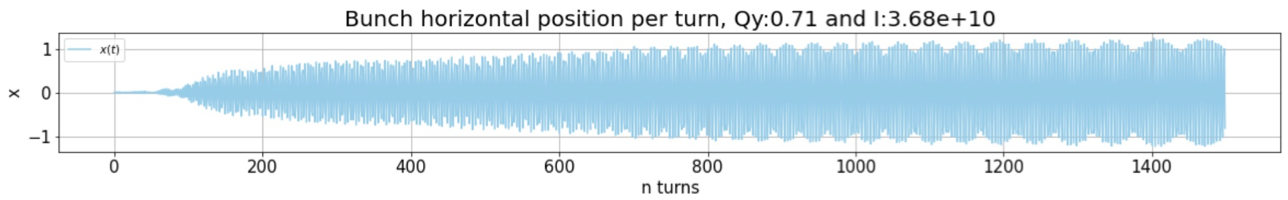 Bunch horizontal position per turn, Qy:0.71 and I:3.68e+10
x(t)
1
0
−1
x
0 200 400 600 800 1000 1200 1400
n turns